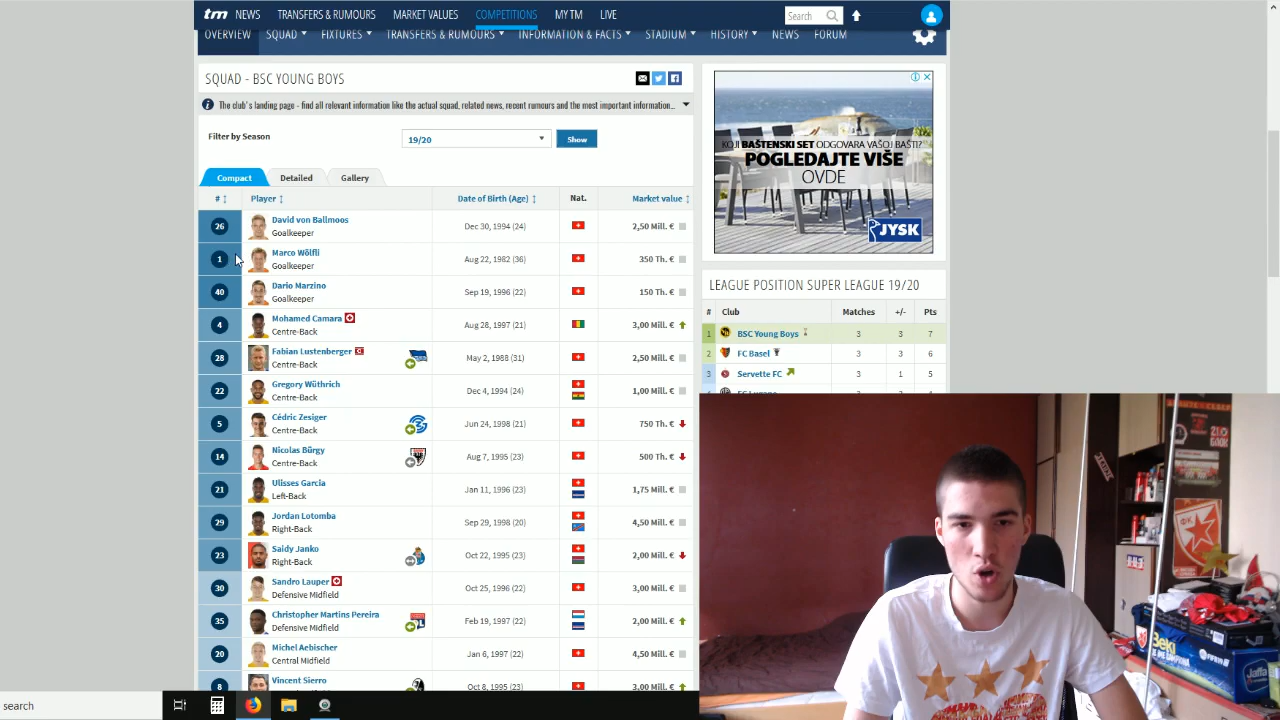 tm NEWS TRANSFERS & RUMOURS MARKET VALUES COMPETITIONS MY TM LIVE Search
OVERVIEW SQUAD FIXTURES TRANSFERS & RUMOURS INFORMATION & FACTS STADIUM HISTORY NEWS FORUM
SQUAD - BSC YOUNG BOYS
The club's landing page - find all relevant information like the actual squad, related news, recent rumours and the most important information...
Filter by Season 19/20 Show
Compact Detailed Gallery
# Player Date of Birth (Age) Nat. Market value
26 David von Ballmoos Dec 30, 1994 (24) 2,50 Mill. €
Goalkeeper
1 Marco Wölfli Aug 22, 1982 (36) 350 Th. €
Goalkeeper
40 Dario Marzino Sep 19, 1996 (22) 150 Th. €
Goalkeeper
4 Mohamed Camara Aug 28, 1997 (21) 3,00 Mill. €
Centre-Back
28 Fabian Lustenberger May 2, 1988 (31) 2,50 Mill. €
Centre-Back
22 Gregory Wüthrich Dec 4, 1994 (24) 1,00 Mill. €
Centre-Back
5 Cédric Zesiger Jun 24, 1998 (21) 750 Th. €
Centre-Back
14 Nicolas Bürgy Aug 7, 1995 (23) 500 Th. €
Centre-Back
21 Ulisses Garcia Jan 11, 1996 (23) 1,75 Mill. €
Left-Back
29 Jordan Lotomba Sep 29, 1998 (20) 4,50 Mill. €
Right-Back
23 Saidy Janko Oct 22, 1995 (23) 2,00 Mill. €
Right-Back
30 Sandro Lauper Oct 25, 1996 (22) 3,00 Mill. €
Defensive Midfield
35 Christopher Martins Pereira Feb 19, 1997 (22) 2,00 Mill. €
Defensive Midfield
20 Michel Aebischer Jan 6, 1997 (22) 4,50 Mill. €
Central Midfield
8 Vincent Sierro Oct 8, 1995 (23) 3,00 Mill. €
KOJI BAŠTENSKI SET ODGOVARA VAŠOJ BAŠTI?
POGLEDAJTE VIŠE
OVDE
JYSK
LEAGUE POSITION SUPER LEAGUE 19/20
# Club Matches +/- Pts
1 BSC Young Boys 3 3 7
2 FC Basel 3 3 6
3 Servette FC 3 1 5
search